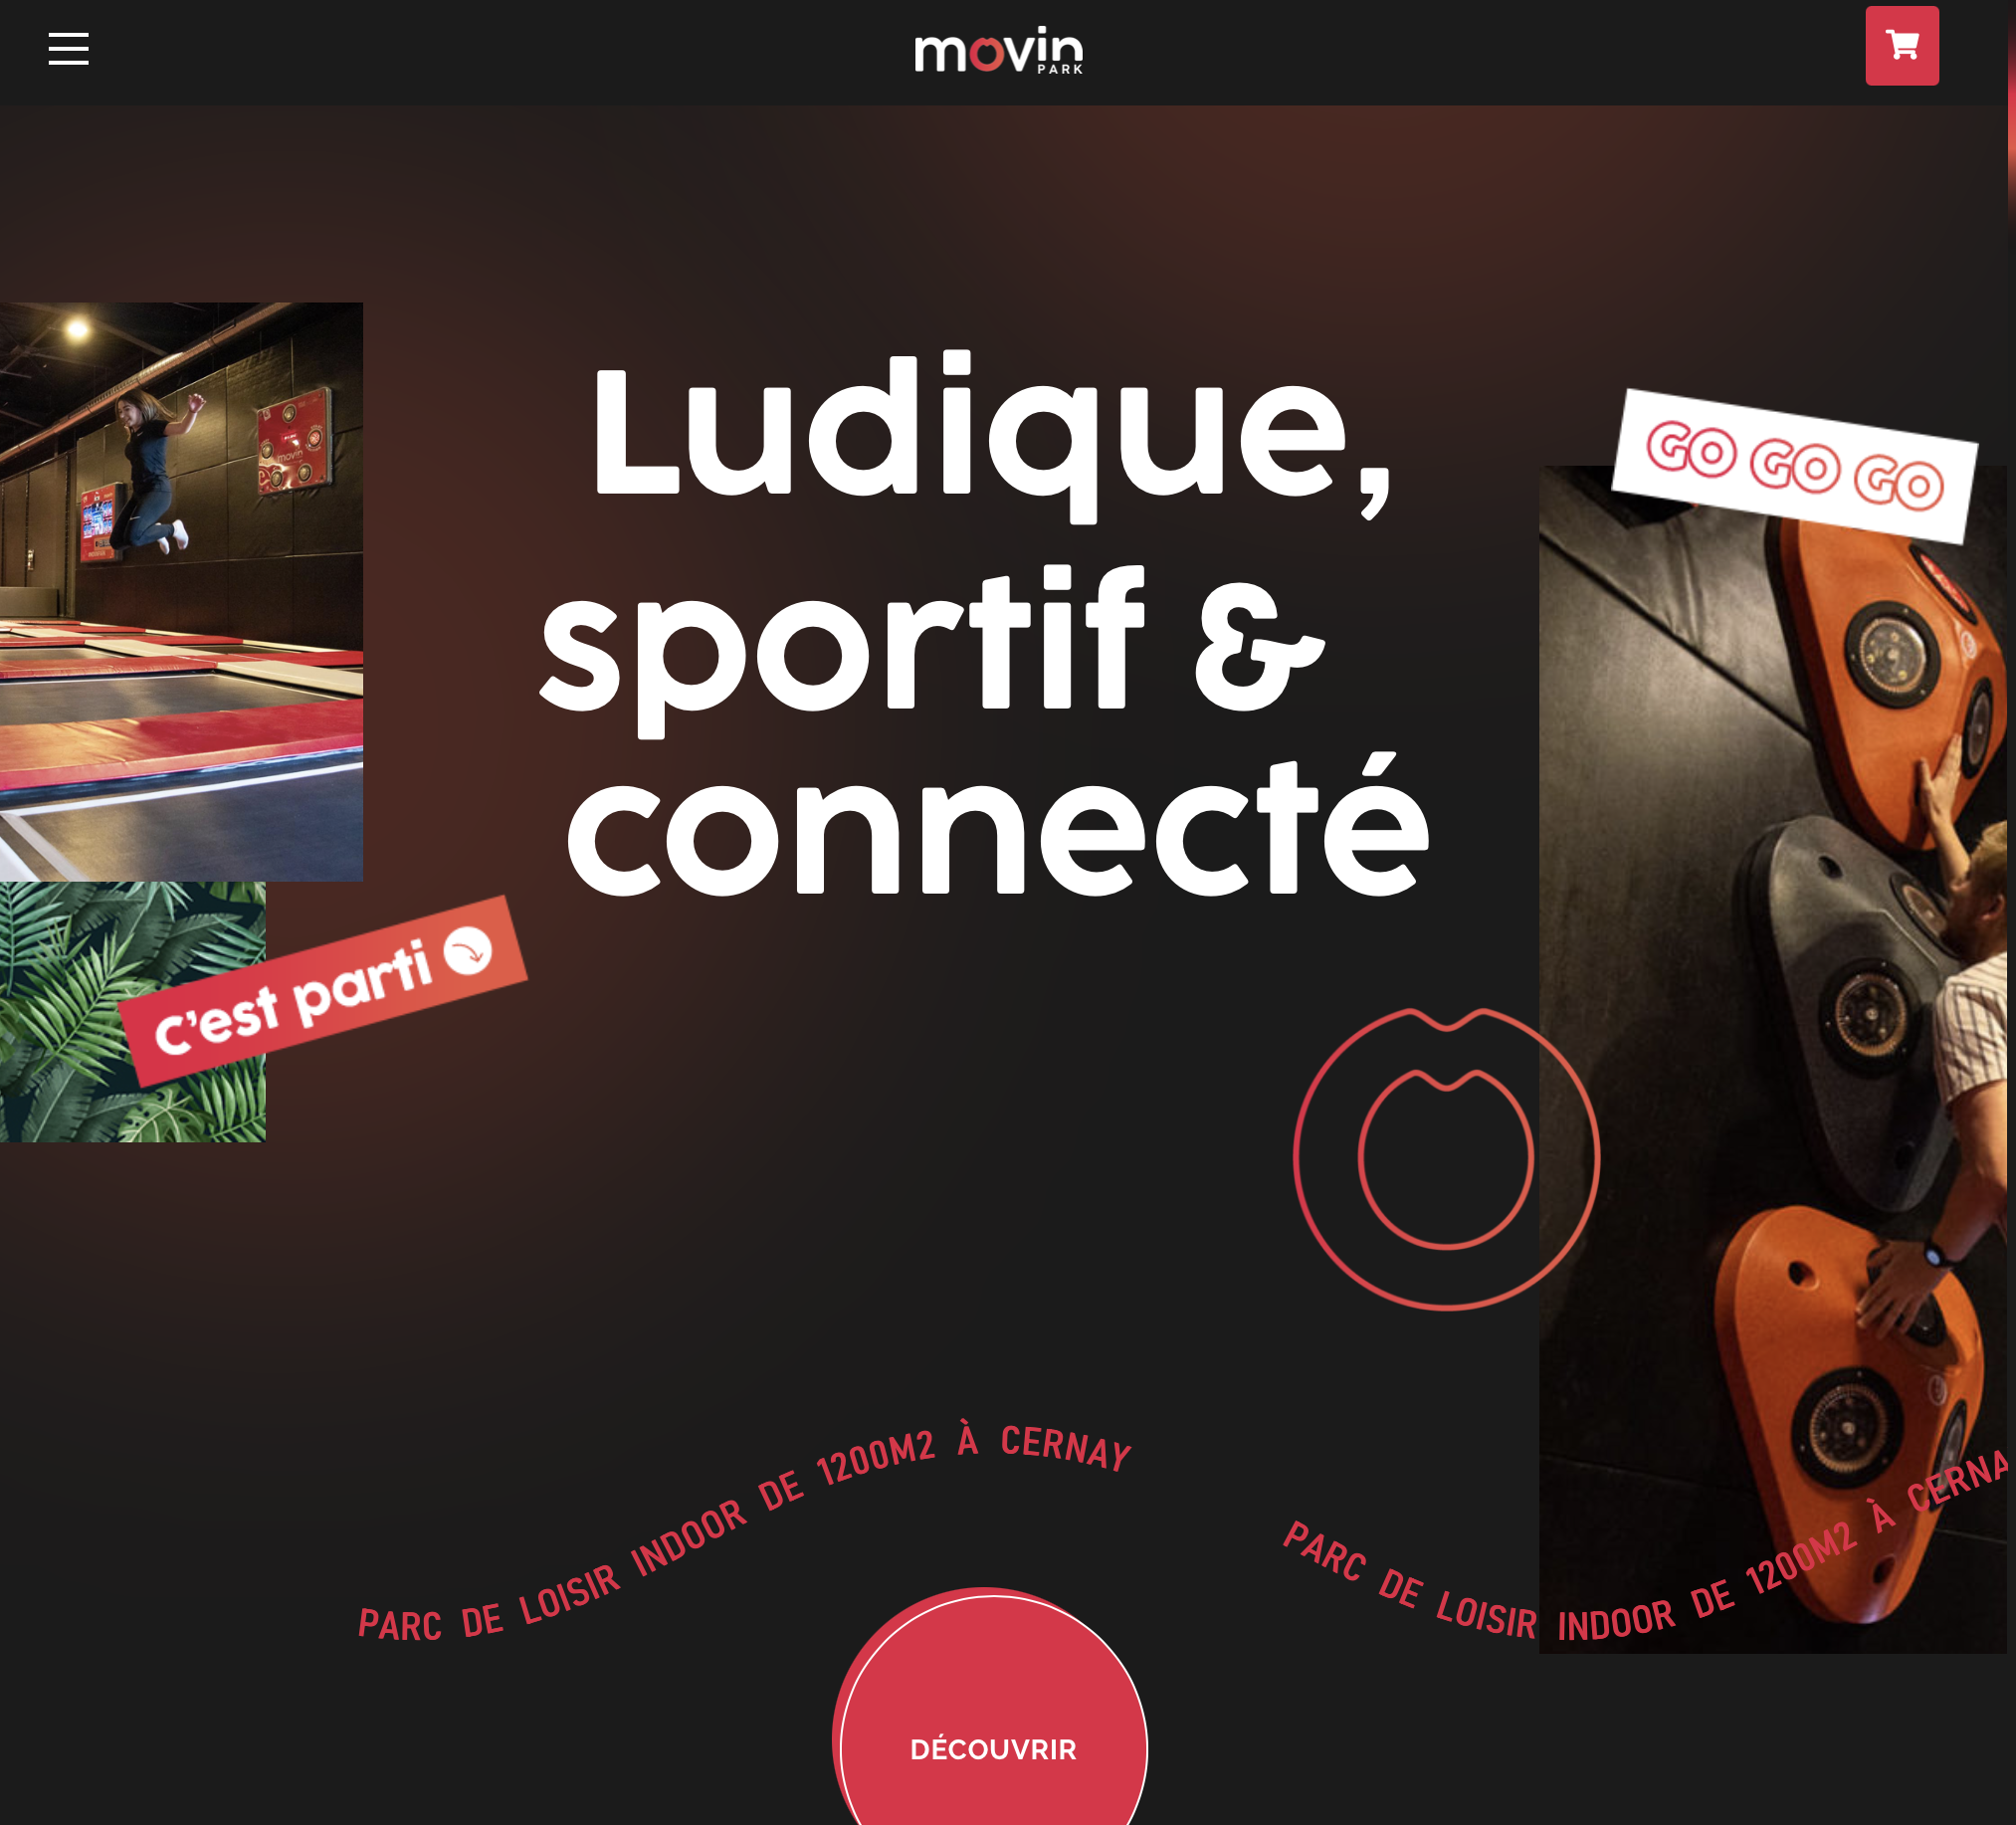 movin
PARK
Ludique,
sportif &
connecté
GO GO GO
c'est parti
PARC DE LOISIR INDOOR DE 1200M2 À CERNAY
PARC DE LOISIR INDOOR DE 1200M2 À CERNA
DÉCOUVRIR